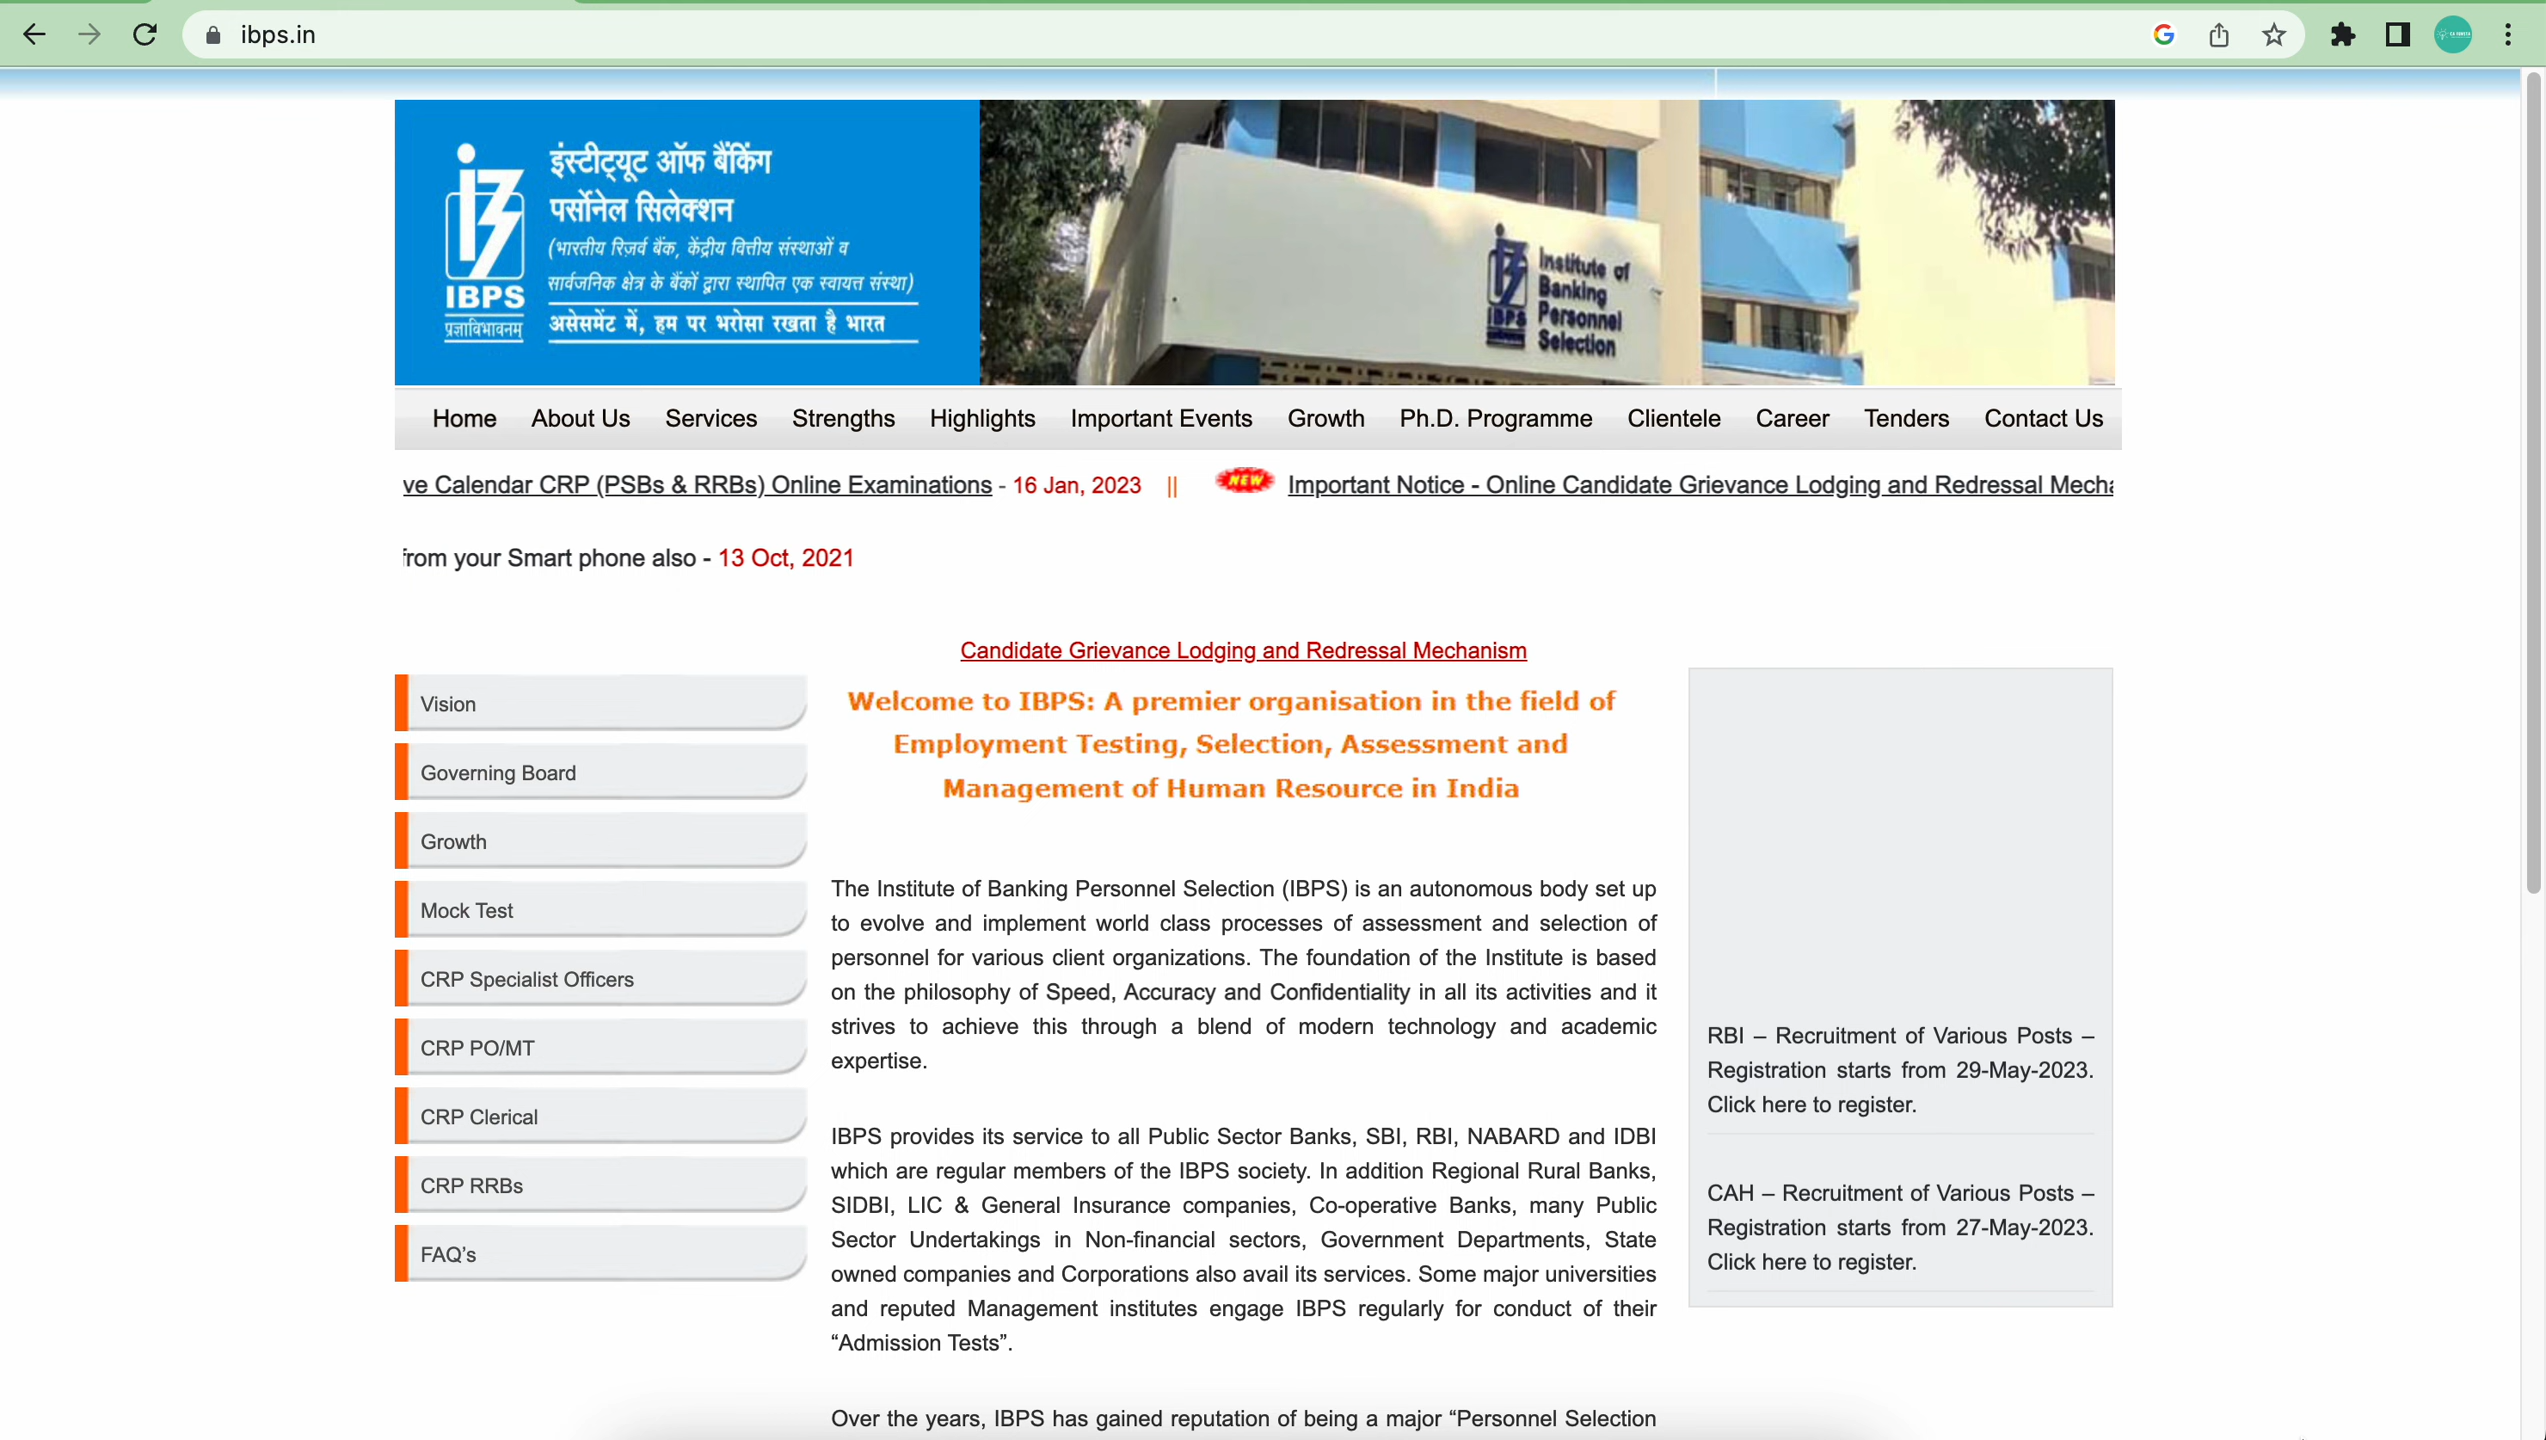 ibps.in
इंस्टीट्यूट ऑफ बैंकिंग
पर्सोनेल सिलेक्शन
(भारतीय रिज़र्व बैंक, केंद्रीय वित्तीय संस्थाओं व
सार्वजनिक क्षेत्र के बैंकों द्वारा स्थापित एक स्वायत्त संस्था)
असेसमेंट में, हम पर भरोसा रखता है भारत
IBPS
प्रज्ञाविभावनम्
Institute of
Banking
Personnel
Selection
IBPS
Home About Us Services Strengths Highlights Important Events Growth Ph.D. Programme Clientele Career Tenders Contact Us
ve Calendar CRP (PSBs & RRBs) Online Examinations - 16 Jan, 2023 || NEW Important Notice - Online Candidate Grievance Lodging and Redressal Mecha
from your Smart phone also - 13 Oct, 2021
Candidate Grievance Lodging and Redressal Mechanism
Vision
Governing Board
Growth
Mock Test
CRP Specialist Officers
CRP PO/MT
CRP Clerical
CRP RRBs
FAQ’s
Welcome to IBPS: A premier organisation in the field of
Employment Testing, Selection, Assessment and
Management of Human Resource in India
The Institute of Banking Personnel Selection (IBPS) is an autonomous body set up
to evolve and implement world class processes of assessment and selection of
personnel for various client organizations. The foundation of the Institute is based
on the philosophy of Speed, Accuracy and Confidentiality in all its activities and it
strives to achieve this through a blend of modern technology and academic
expertise.
IBPS provides its service to all Public Sector Banks, SBI, RBI, NABARD and IDBI
which are regular members of the IBPS society. In addition Regional Rural Banks,
SIDBI, LIC & General Insurance companies, Co-operative Banks, many Public
Sector Undertakings in Non-financial sectors, Government Departments, State
owned companies and Corporations also avail its services. Some major universities
and reputed Management institutes engage IBPS regularly for conduct of their
“Admission Tests”.
Over the years, IBPS has gained reputation of being a major “Personnel Selection
RBI – Recruitment of Various Posts –
Registration starts from 29-May-2023.
Click here to register.
CAH – Recruitment of Various Posts –
Registration starts from 27-May-2023.
Click here to register.